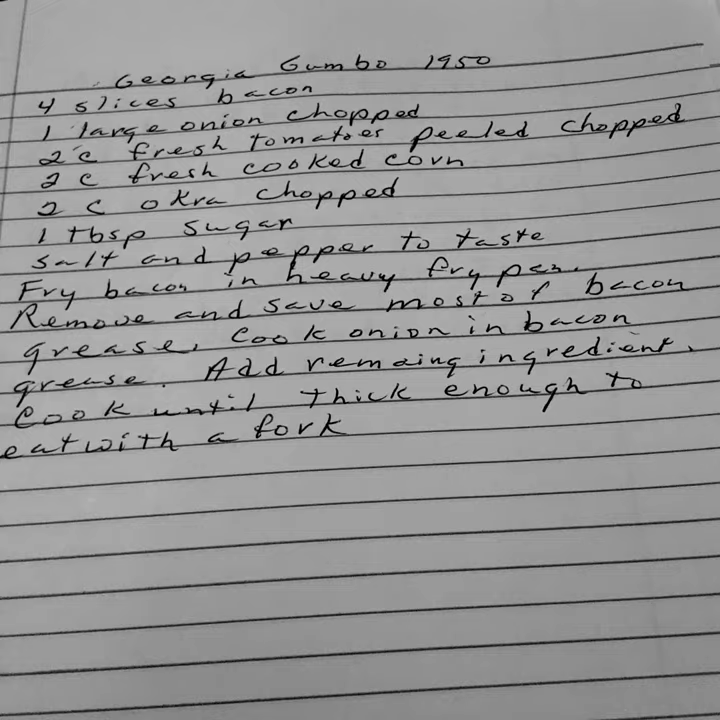 Georgia Gumbo 1950
4 slices bacon
1 large onion chopped
2 c fresh tomatoes peeled chopped
2 c fresh cooked corn
2 c okra chopped
1 tbsp sugar
salt and pepper to taste
Fry bacon in heavy fry pan.
Remove and save most of bacon
grease. Cook onion in bacon
grease. Add remaing ingredient.
Cook until thick enough to
eat with a fork